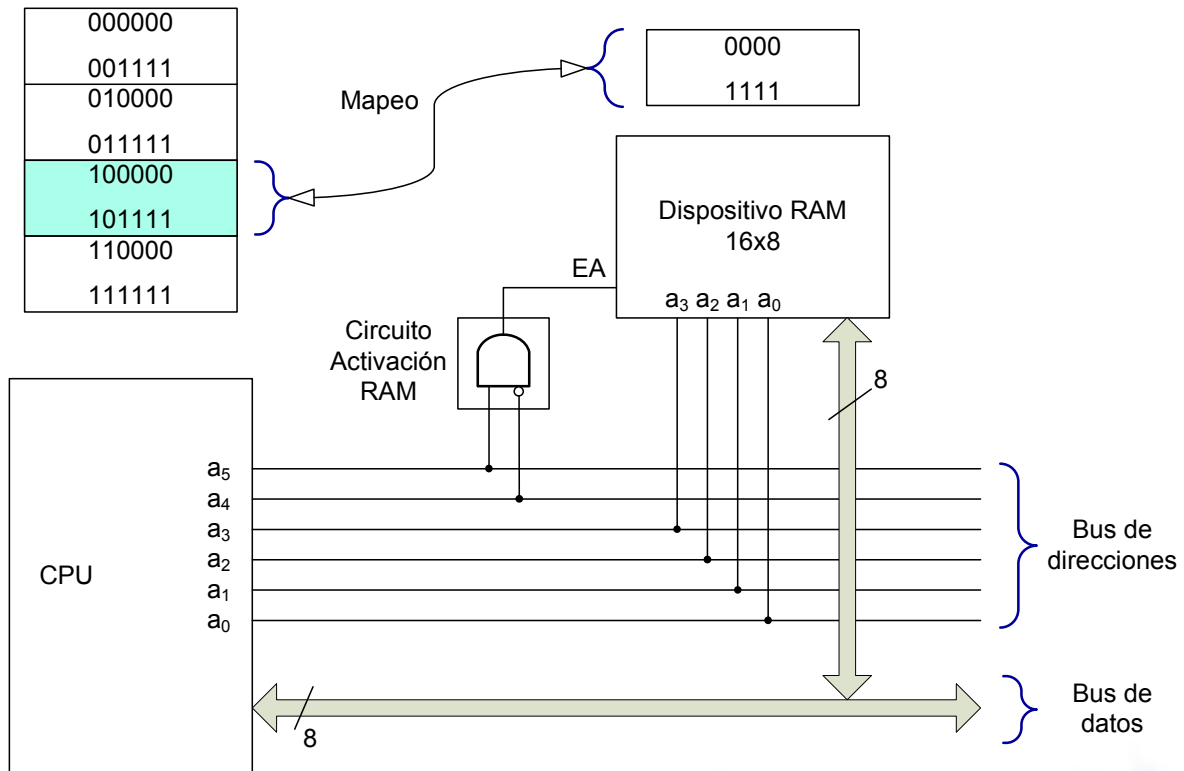 000000
001111
010000
011111
100000
101111
110000
111111
Mapeo
0000
1111
Dispositivo RAM
16x8
EA
a₃ a₂ a₁ a₀
Circuito
Activación
RAM
8
CPU
a₅
a₄
a₃
a₂
a₁
a₀
Bus de
direcciones
8
Bus de
datos